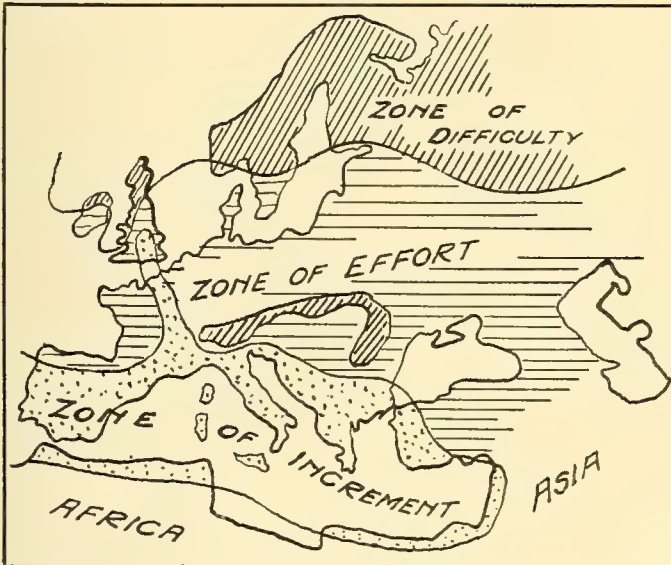 ZONE OF
DIFFICULTY
ZONE OF EFFORT
ZONE OF INCREMENT
ASIA
AFRICA